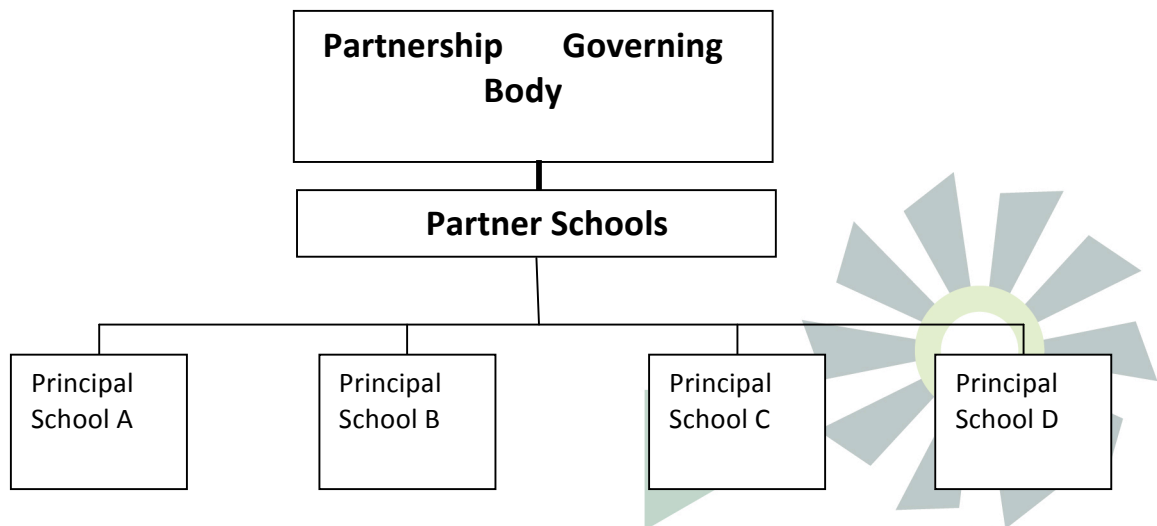 Partnership Governing
Body
Partner Schools
Principal
School A
Principal
School B
Principal
School C
Principal
School D